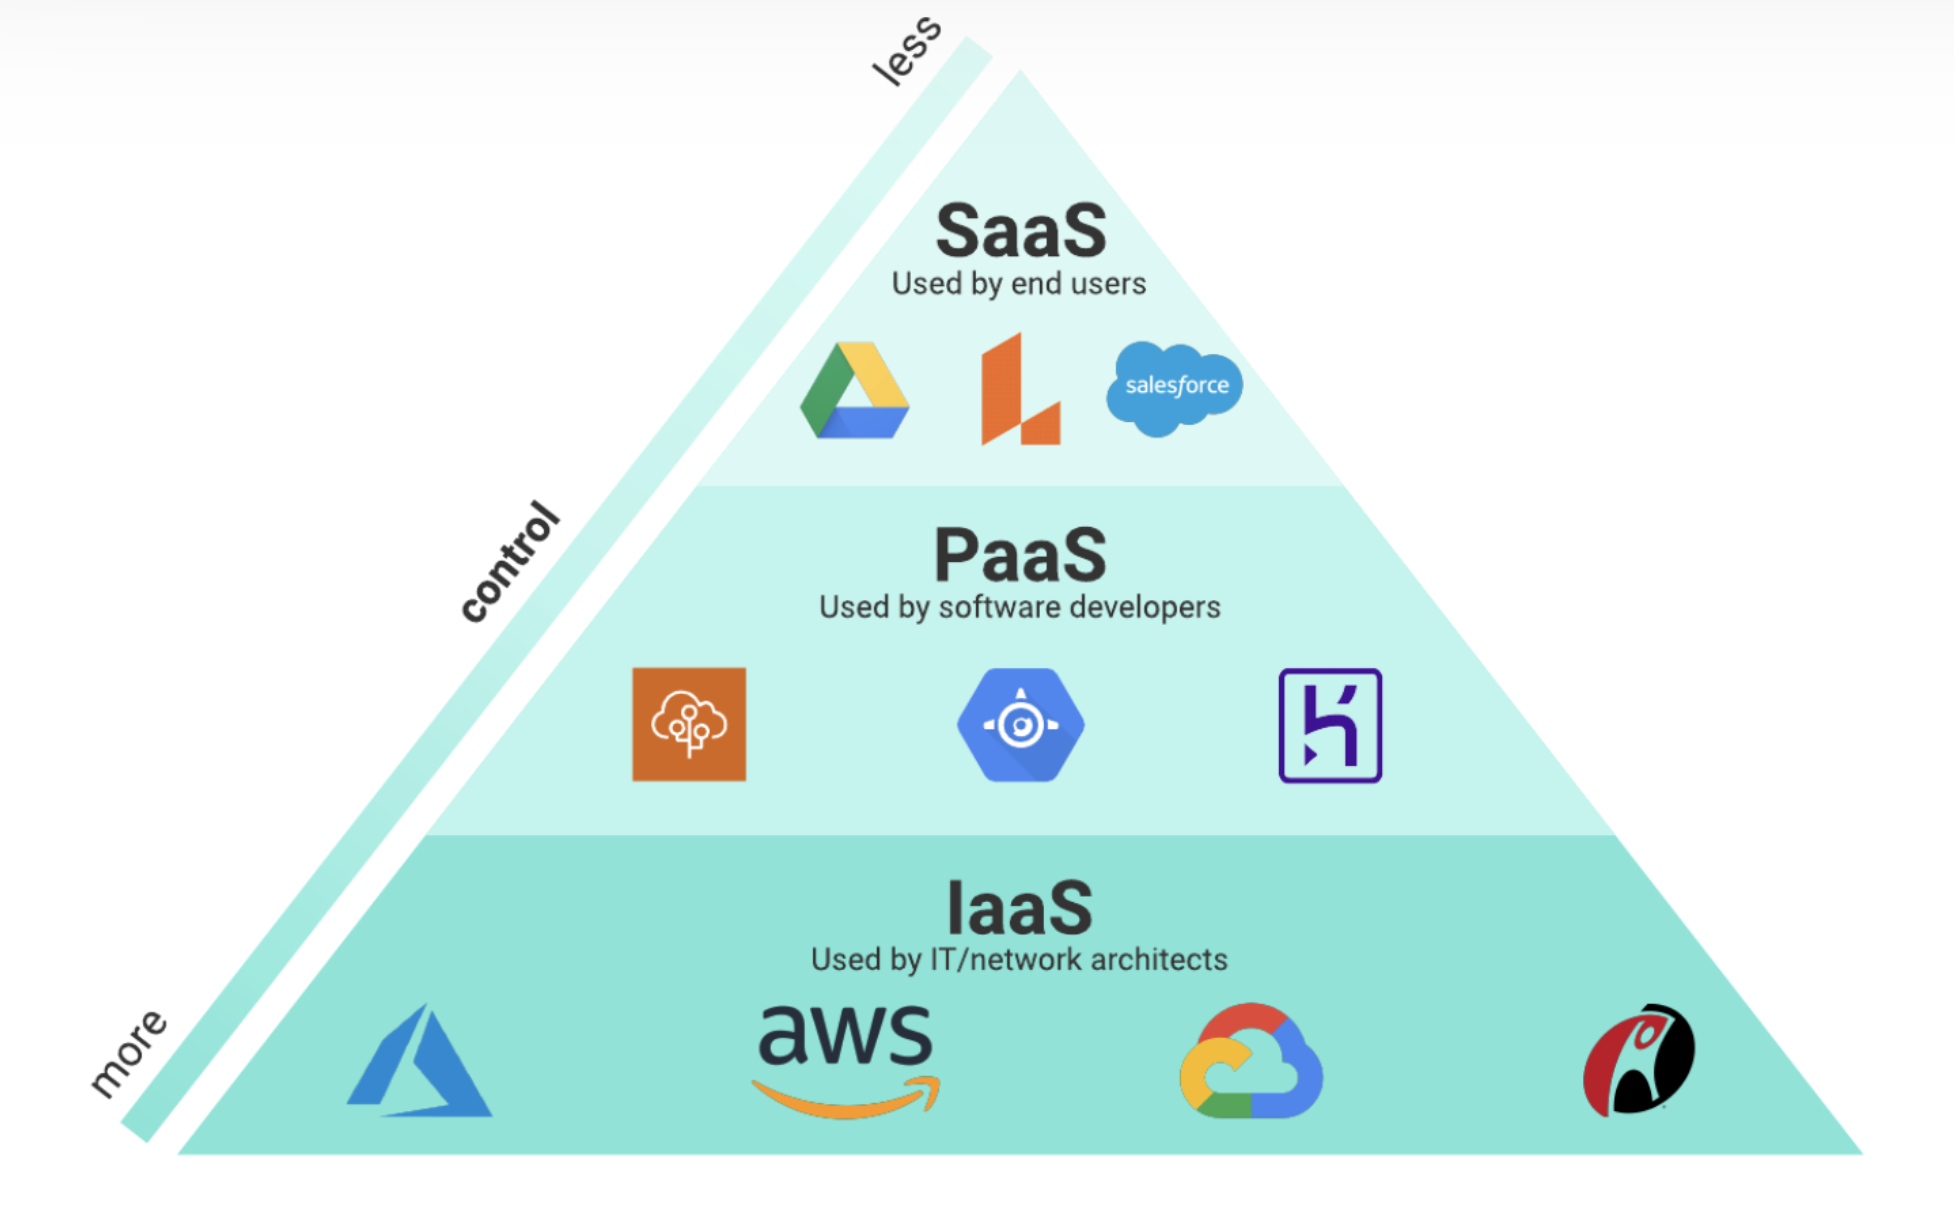 less
SaaS
Used by end users
salesforce
control
PaaS
Used by software developers
IaaS
Used by IT/network architects
more
aws